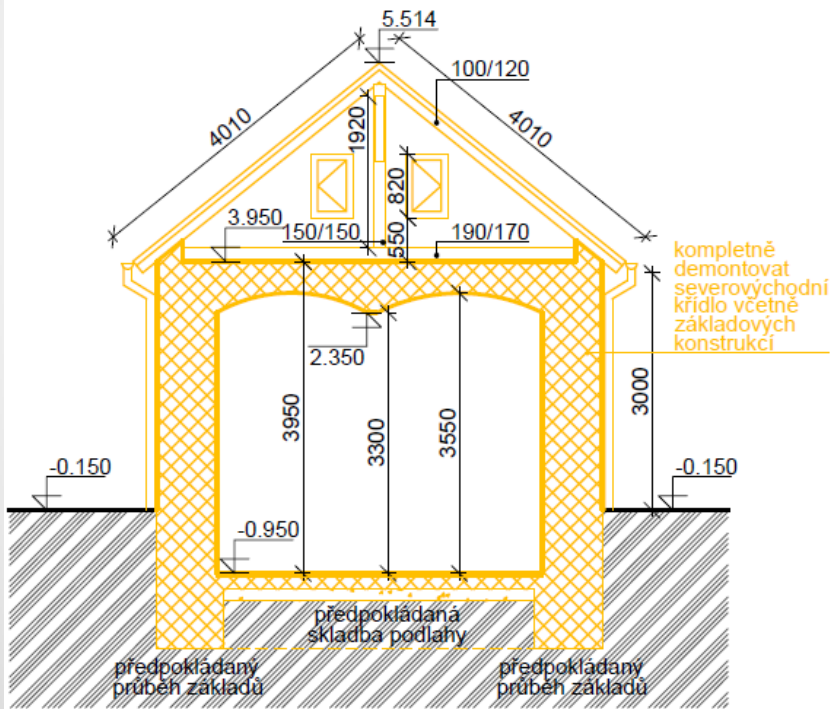 5.514
100/120
4010
4010
1920
820
3.950
150/150
550
190/170
kompletně
demontovat
severovýchodní
křídlo včetně
základových
konstrukcí
2.350
3950
3300
3550
3000
-0.150
-0.150
-0.950
předpokládaná
skladba podlahy
předpokládaný
průběh základů
předpokládaný
průběh základů